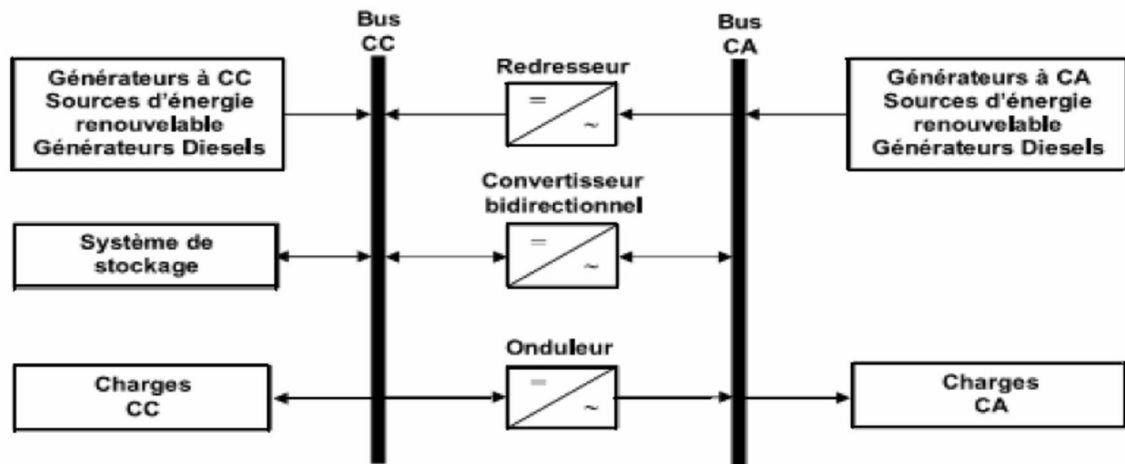 Bus
CC
Bus
CA
Générateurs à CC
Sources d'énergie
renouvelable
Générateurs Diesels
Redresseur
=
~
Générateurs à CA
Sources d'énergie
renouvelable
Générateurs Diesels
Système de
stockage
Convertisseur
bidirectionnel
=
~
Charges
CC
Onduleur
=
~
Charges
CA